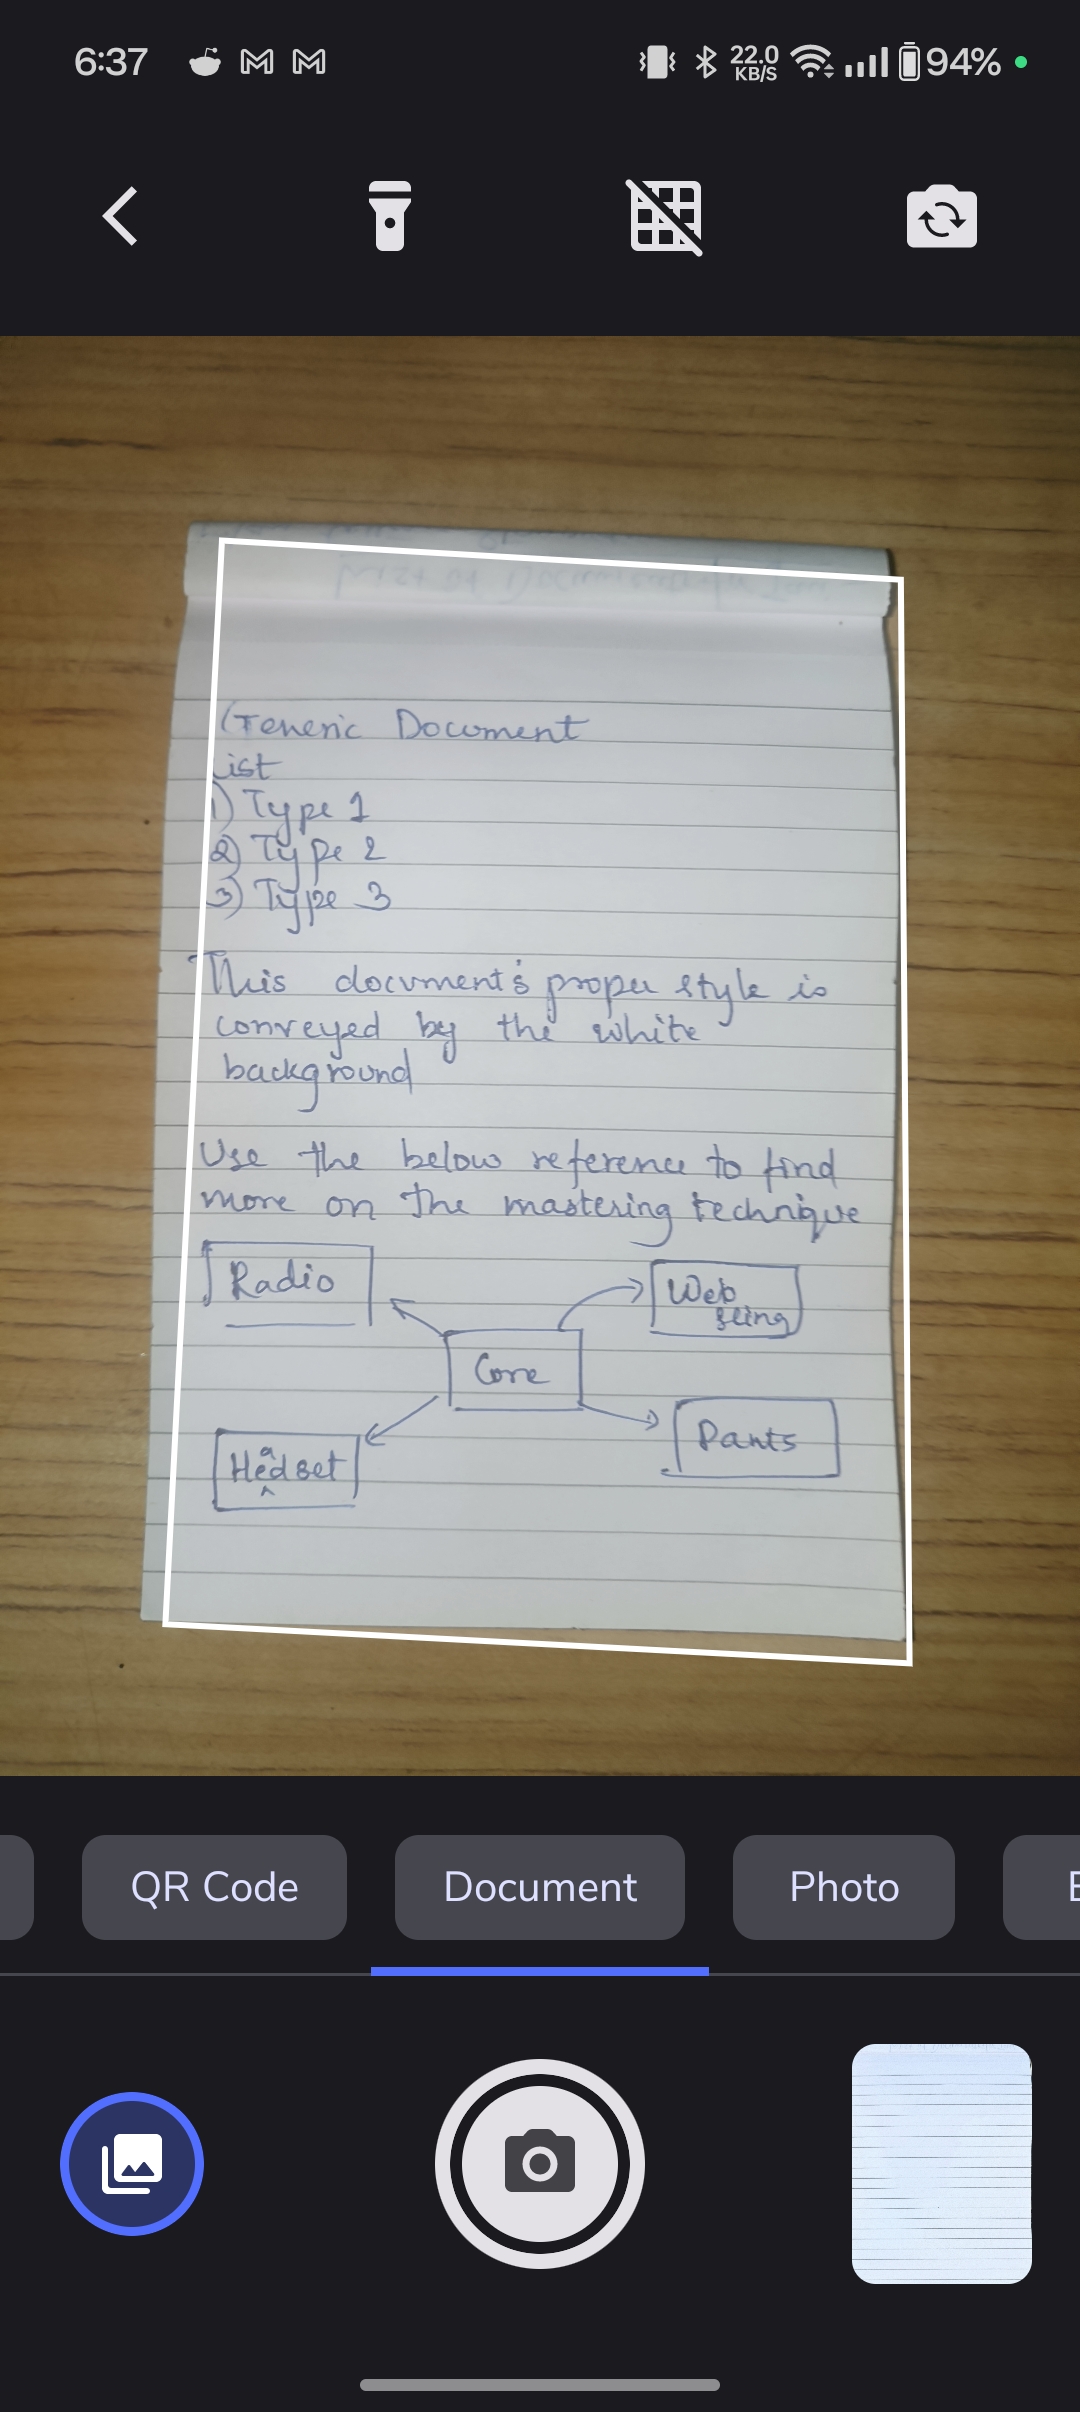 6:37
22.0
KB/S
94%
Generic Document
List
1) Type 1
2) Type 2
3) Type 3
This document's proper style is
conveyed by the white
background
Use the below reference to find
more on the mastering technique
Radio
Web
sling
Core
Pants
Headset
QR Code
Document
Photo